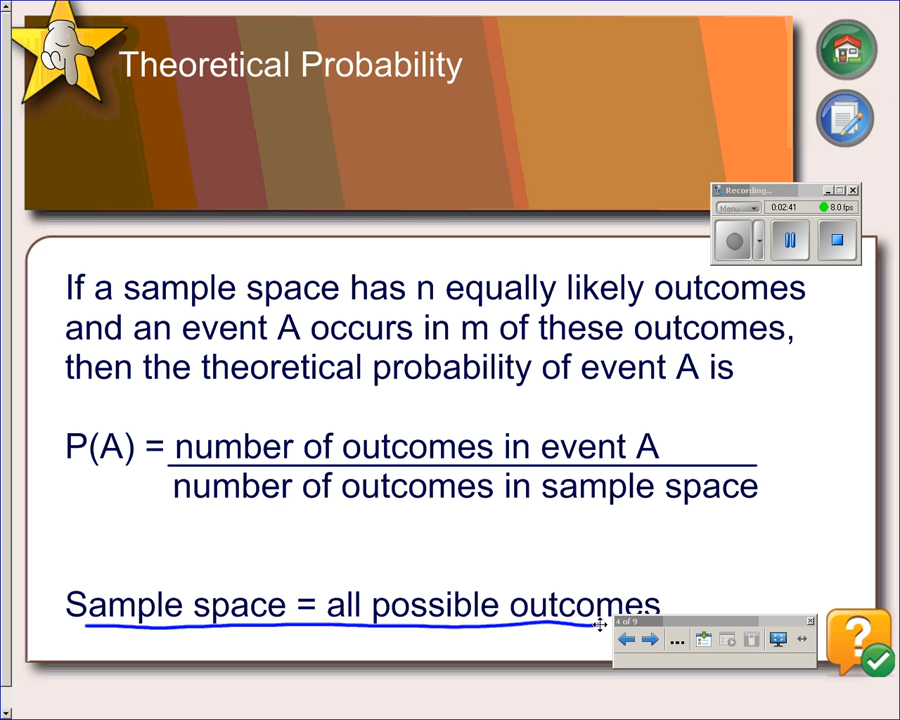 Theoretical Probability
Recording...
Menu
0:02:41
8.0 fps
If a sample space has n equally likely outcomes
and an event A occurs in m of these outcomes,
then the theoretical probability of event A is
P(A) = number of outcomes in event A
number of outcomes in sample space
Sample space = all possible outcomes
4 of 9
...
?